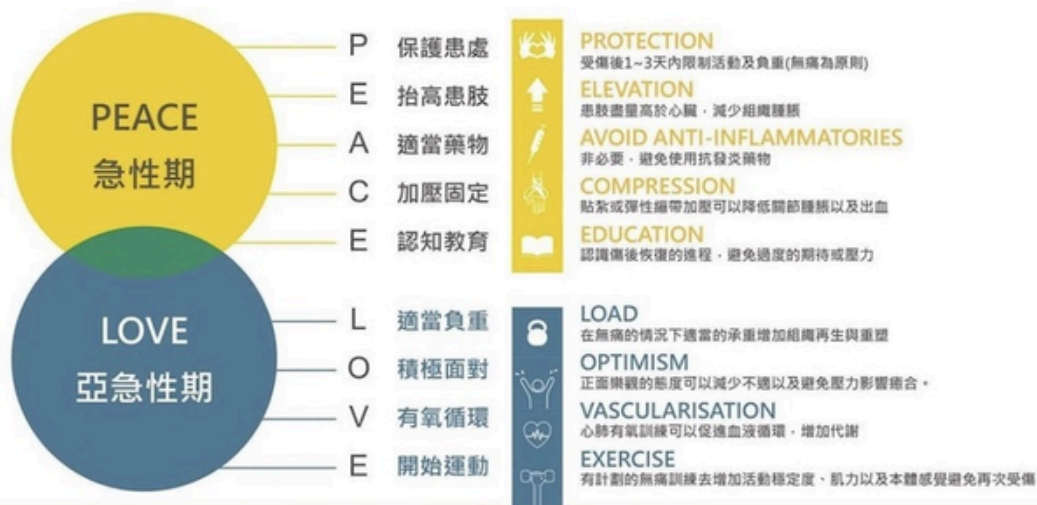 PEACE
急性期
P 保護患處
E 抬高患肢
A 適當藥物
C 加壓固定
E 認知教育
PROTECTION
受傷後1~3天內限制活動及負重(無痛為原則)
ELEVATION
患肢盡量高於心臟，減少組織腫脹
AVOID ANTI-INFLAMMATORIES
非必要，避免使用抗發炎藥物
COMPRESSION
貼紮或彈性繃帶加壓可以降低關節腫脹以及出血
EDUCATION
認識傷後恢復的進程，避免過度的期待或壓力
LOVE
亞急性期
L 適當負重
O 積極面對
V 有氧循環
E 開始運動
LOAD
在無痛的情況下適當的承重增加組織再生與重塑
OPTIMISM
正面樂觀的態度可以減少不適以及避免壓力影響癒合。
VASCULARISATION
心肺有氧訓練可以促進血液循環，增加代謝
EXERCISE
有計劃的無痛訓練去增加活動穩定度、肌力以及本體感覺避免再次受傷